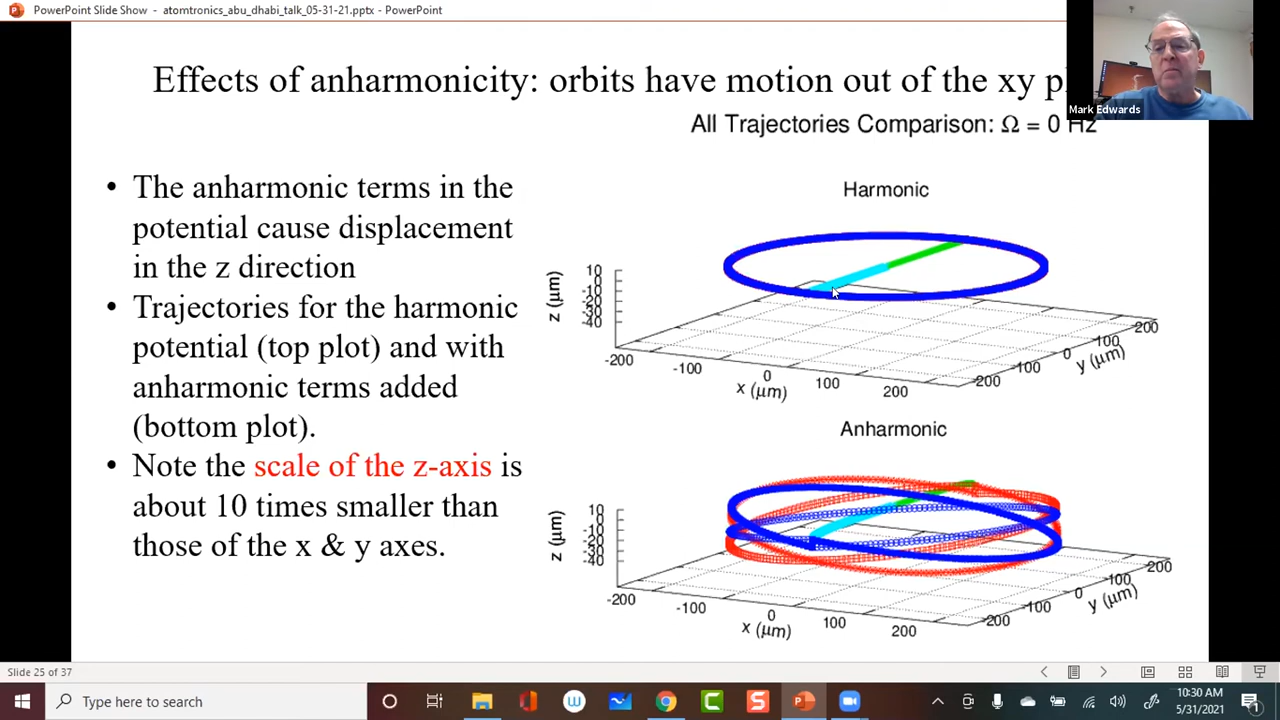 PowerPoint Slide Show - atomtronics_abu_dhabi_talk_05-31-21.pptx - PowerPoint
Effects of anharmonicity: orbits have motion out of the xy
Mark Edwards
All Trajectories Comparison: Ω = 0 Hz
• The anharmonic terms in the
potential cause displacement
in the z direction
• Trajectories for the harmonic
potential (top plot) and with
anharmonic terms added
(bottom plot).
• Note the scale of the z-axis is
about 10 times smaller than
those of the x & y axes.
Harmonic
10
0
-10
-20
-30
-40
z (μm)
-200
-100
0
100
200
x (μm)
-200
-100
0
100
200
y (μm)
Anharmonic
10
0
-10
-20
-30
-40
z (μm)
-200
-100
0
100
200
x (μm)
-200
-100
0
100
200
y (μm)
Slide 25 of 37
Type here to search
10:30 AM
5/31/2021